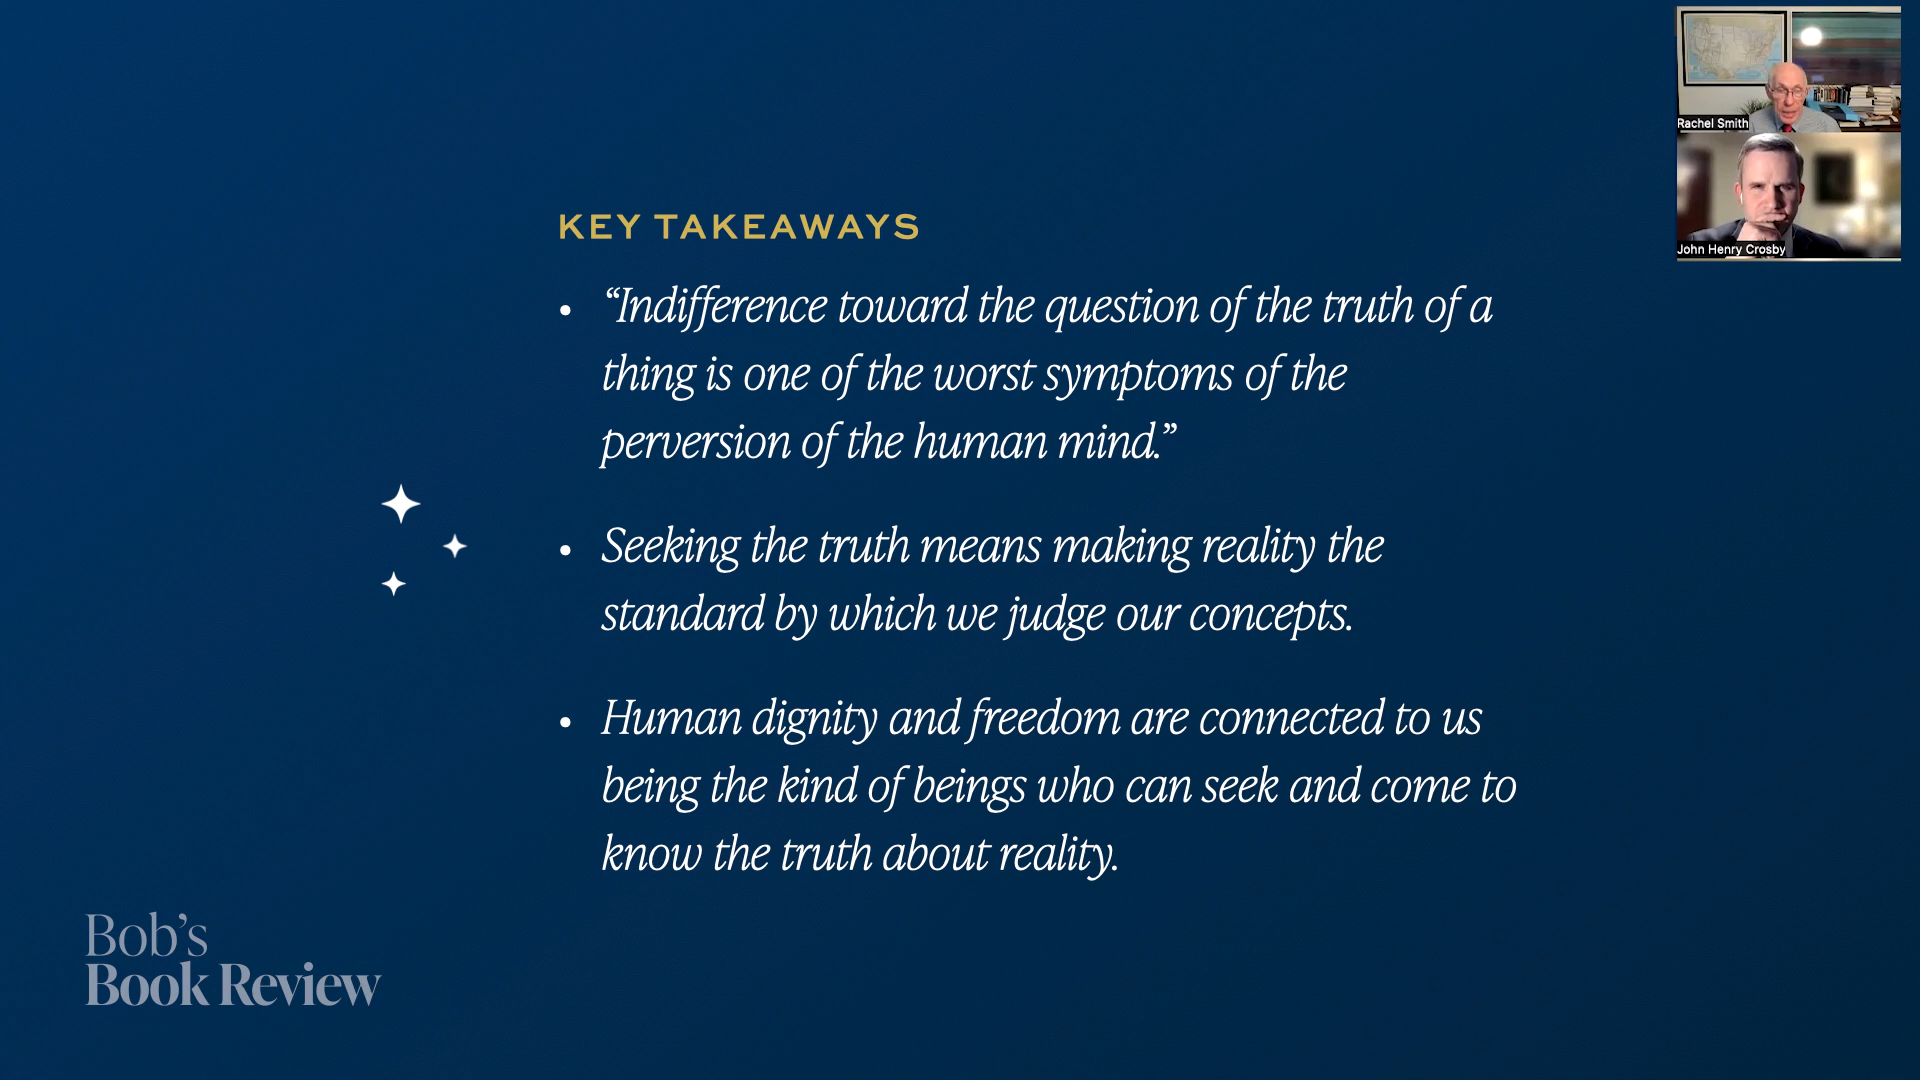 Rachel Smith
John Henry Crosby
KEY TAKEAWAYS
• “Indifference toward the question of the truth of a
thing is one of the worst symptoms of the
perversion of the human mind.”
• Seeking the truth means making reality the
standard by which we judge our concepts.
• Human dignity and freedom are connected to us
being the kind of beings who can seek and come to
know the truth about reality.
Bob’s
Book Review